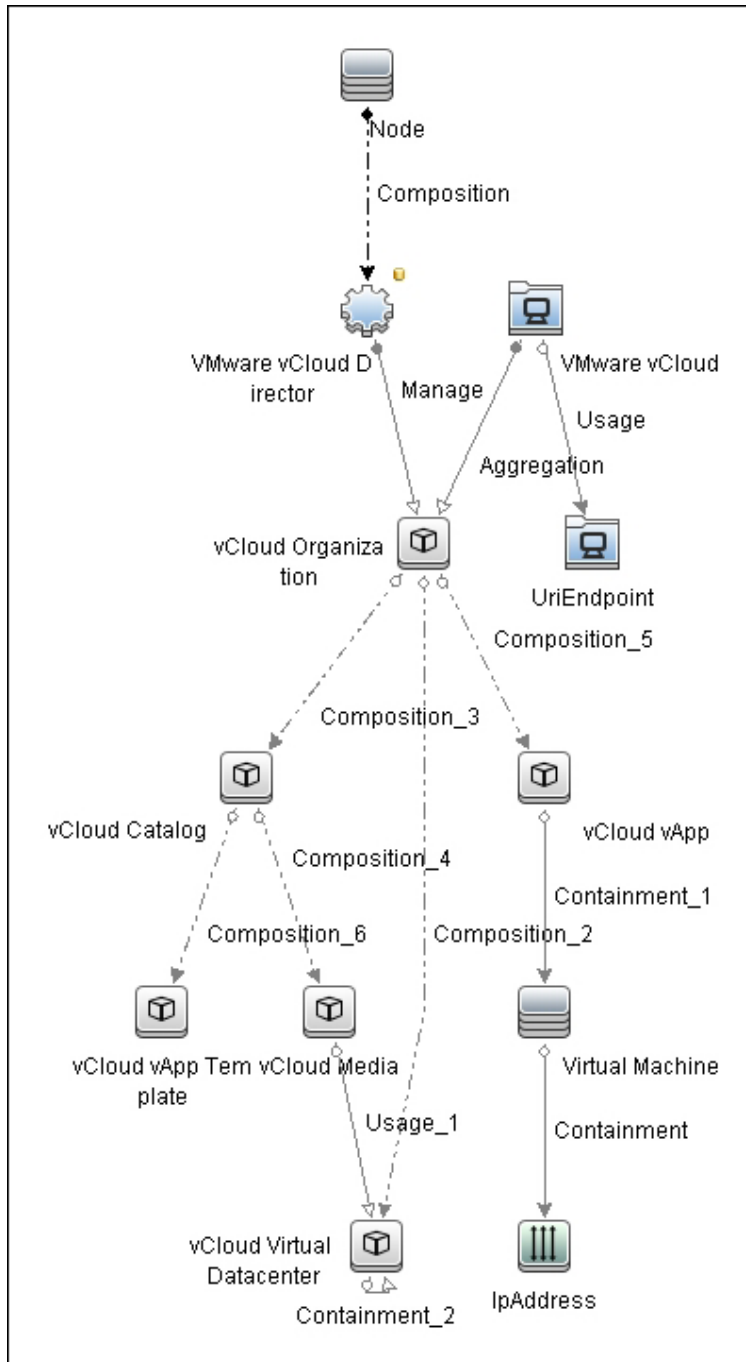 Node
Composition
VMware vCloud D
irector
VMware vCloud
Manage
Usage
Aggregation
vCloud Organiza
tion
UriEndpoint
Composition_5
Composition_3
vCloud Catalog
vCloud vApp
Composition_4
Containment_1
Composition_6
Composition_2
vCloud vApp Tem
plate
vCloud Media
Virtual Machine
Usage_1
Containment
vCloud Virtual
Datacenter
IpAddress
Containment_2